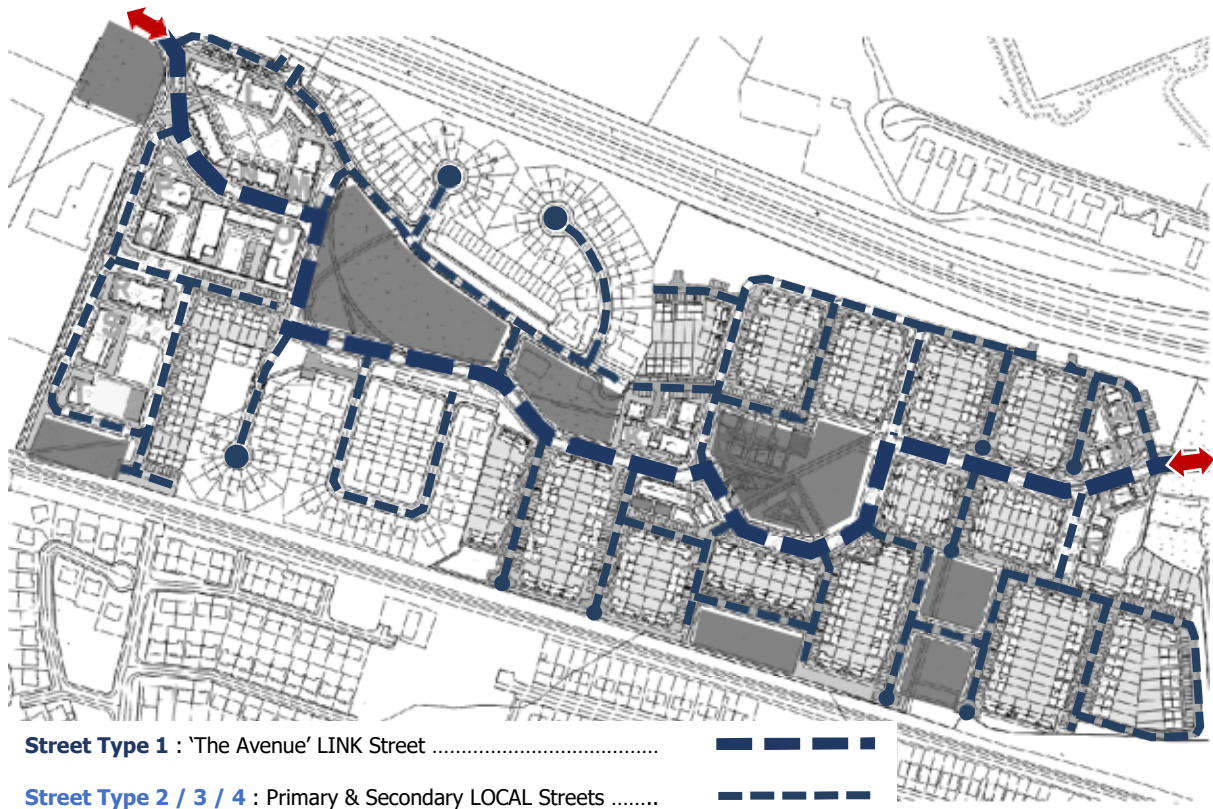 Street Type 1 : ‘The Avenue’ LINK Street ………………………………
Street Type 2 / 3 / 4 : Primary & Secondary LOCAL Streets ……..